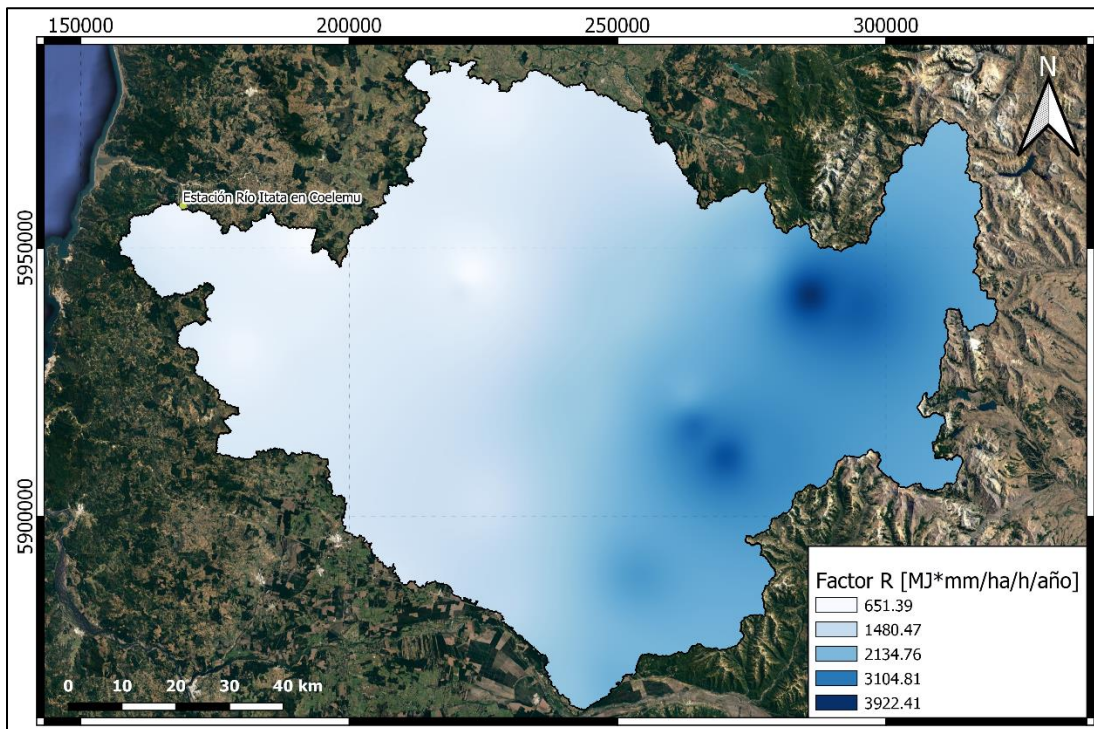 150000 200000 250000 300000
N
Estación Río Itata en Coelemu
5950000
5900000
Factor R [MJ*mm/ha/h/año]
651.39
1480.47
2134.76
3104.81
3922.41
0 10 20 30 40 km